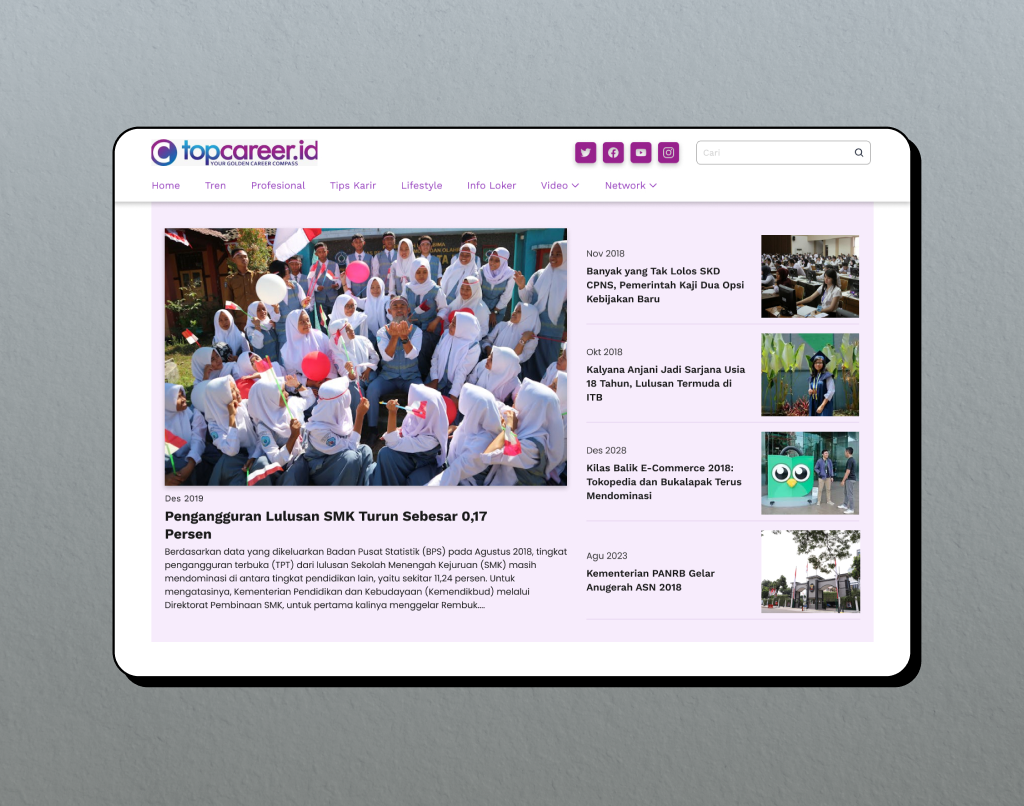 topcareer.id
YOUR GOLDEN CAREER COMPASS
Cari
Home Tren Profesional Tips Karir Lifestyle Info Loker Video Network
Des 2019
Pengangguran Lulusan SMK Turun Sebesar 0,17
Persen
Berdasarkan data yang dikeluarkan Badan Pusat Statistik (BPS) pada Agustus 2018, tingkat
pengangguran terbuka (TPT) dari lulusan Sekolah Menengah Kejuruan (SMK) masih
mendominasi di antara tingkat pendidikan lain, yaitu sekitar 11,24 persen. Untuk
mengatasinya, Kementerian Pendidikan dan Kebudayaan (Kemendikbud) melalui
Direktorat Pembinaan SMK, untuk pertama kalinya menggelar Rembuk....
Nov 2018
Banyak yang Tak Lolos SKD
CPNS, Pemerintah Kaji Dua Opsi
Kebijakan Baru
Okt 2018
Kalyana Anjani Jadi Sarjana Usia
18 Tahun, Lulusan Termuda di
ITB
Des 2028
Kilas Balik E-Commerce 2018:
Tokopedia dan Bukalapak Terus
Mendominasi
Agu 2023
Kementerian PANRB Gelar
Anugerah ASN 2018